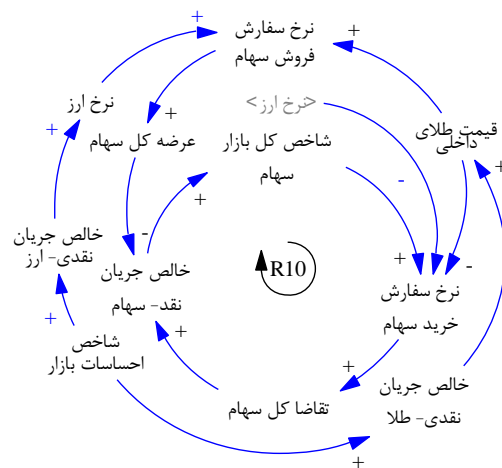 نرخ سفارش
فروش سهام
<نرخ ارز>
نرخ ارز
قیمت طلای
داخلی
عرضه کل سهام
شاخص کل بازار
سهام
خالص جریان
نقدی- ارز
خالص جریان
نقد- سهام
R10
نرخ سفارش
خرید سهام
شاخص
احساسات بازار
تقاضا کل سهام
خالص جریان
نقدی- طلا
+
+
+
+
+
-
+
+
-
+
-
+
+
+
+
+